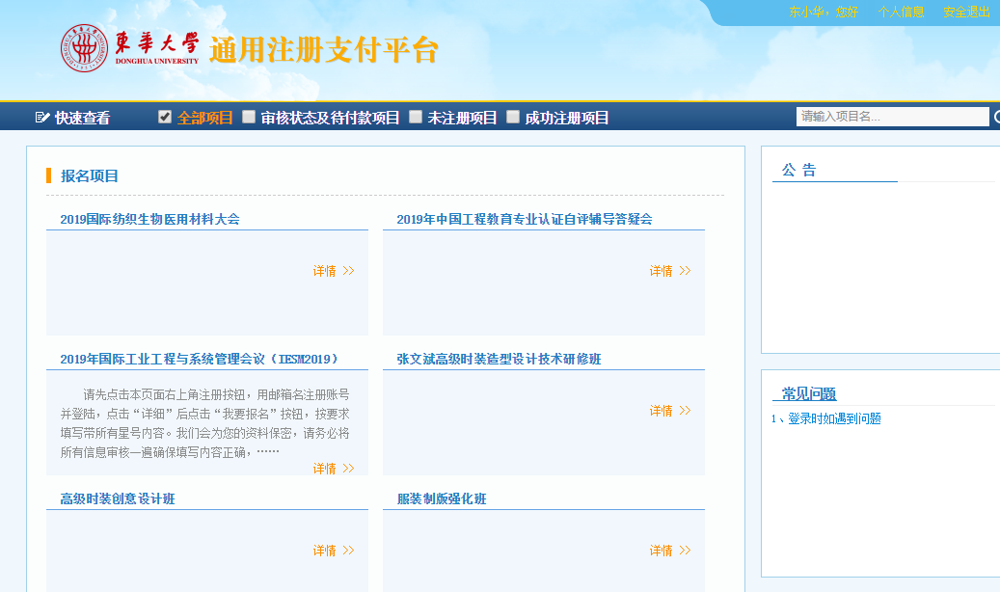 东小华，您好 个人信息 安全退出
東華大學
DONGHUA UNIVERSITY
通用注册支付平台
快速查看 全部项目 审核状态及待付款项目 未注册项目 成功注册项目 请输入项目名...
报名项目
2019国际纺织生物医用材料大会
详情
2019年中国工程教育专业认证自评辅导答疑会
详情
2019年国际工业工程与系统管理会议（IESM2019）
请先点击本页面右上角注册按钮，用邮箱名注册账号
并登陆，点击“详细”后点击“我要报名”按钮，按要求
填写带所有星号内容。我们会为您的资料保密，请务必将
所有信息审核一遍确保填写内容正确，……
详情
张文斌高级时装造型设计技术研修班
详情
高级时装创意设计班
详情
服装制版强化班
详情
公 告
常见问题
1、登录时如遇到问题